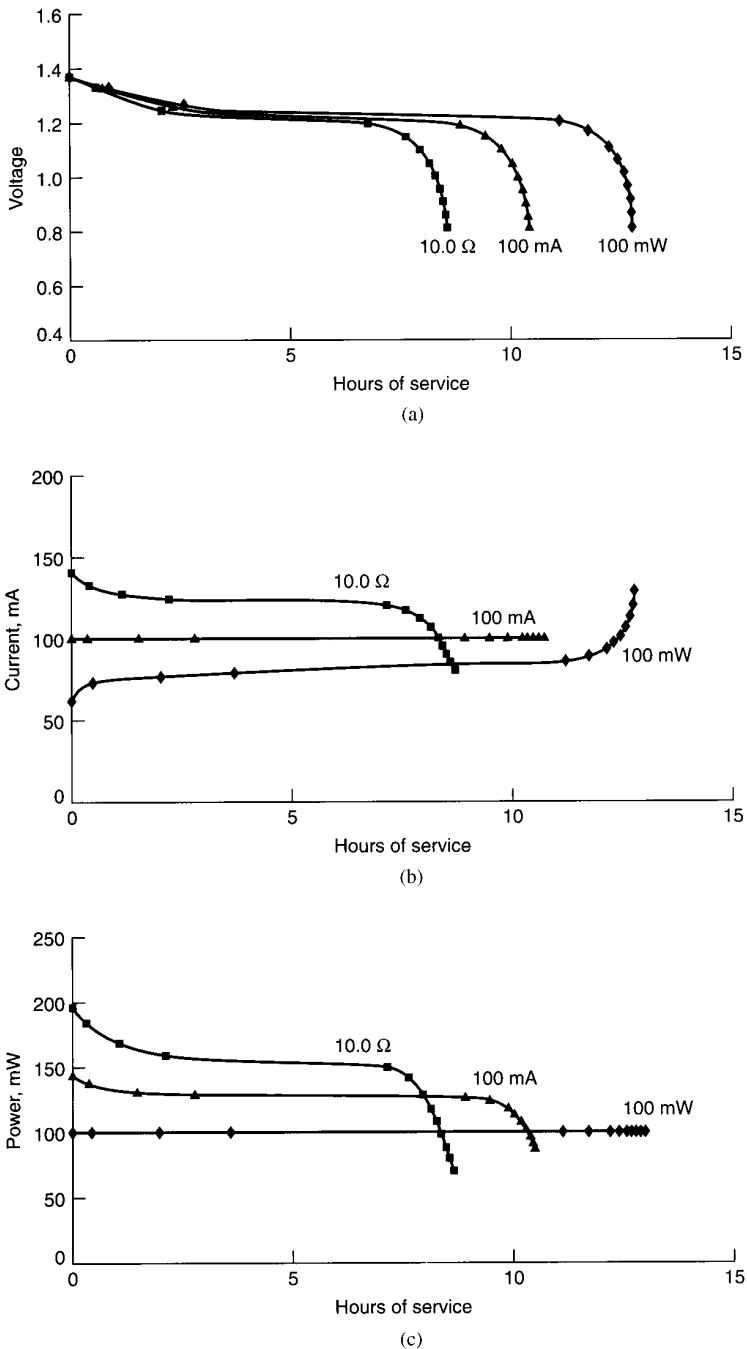 1.6
1.4
1.2
1.0
0.8
0.6
0.4
Voltage
10.0 Ω
100 mA
100 mW
0
5
10
15
Hours of service
(a)
200
150
100
50
0
Current, mA
10.0 Ω
100 mA
100 mW
0
5
10
15
Hours of service
(b)
250
200
150
100
50
0
Power, mW
10.0 Ω
100 mA
100 mW
0
5
10
15
Hours of service
(c)